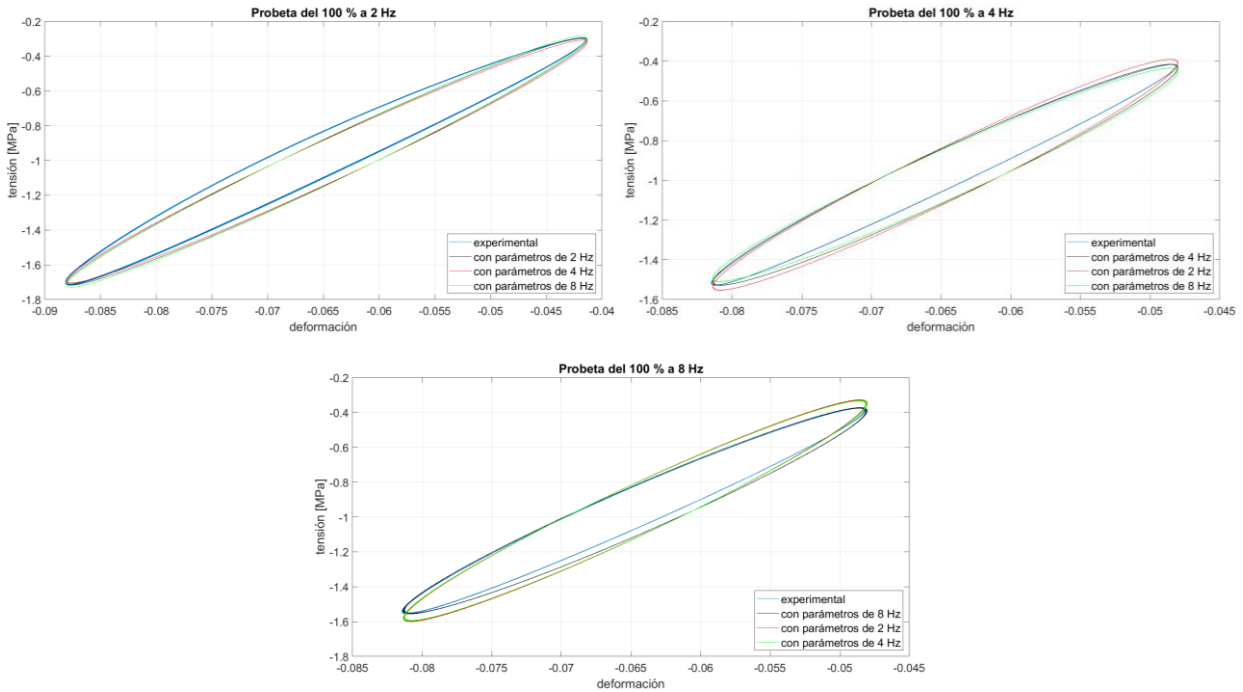 Probeta del 100 % a 2 Hz
-0.2
-0.4
-0.6
-0.8
-1
-1.2
-1.4
-1.6
-1.8
tensión [MPa]
experimental
con parámetros de 2 Hz
con parámetros de 4 Hz
con parámetros de 8 Hz
-0.09 -0.085 -0.08 -0.075 -0.07 -0.065 -0.06 -0.055 -0.05 -0.045 -0.04
deformación
Probeta del 100 % a 4 Hz
-0.2
-0.4
-0.6
-0.8
-1
-1.2
-1.4
-1.6
tensión [MPa]
experimental
con parámetros de 4 Hz
con parámetros de 2 Hz
con parámetros de 8 Hz
-0.085 -0.08 -0.075 -0.07 -0.065 -0.06 -0.055 -0.05 -0.045
deformación
Probeta del 100 % a 8 Hz
-0.2
-0.4
-0.6
-0.8
-1
-1.2
-1.4
-1.6
-1.8
tensión [MPa]
experimental
con parámetros de 8 Hz
con parámetros de 2 Hz
con parámetros de 4 Hz
-0.085 -0.08 -0.075 -0.07 -0.065 -0.06 -0.055 -0.05 -0.045
deformación